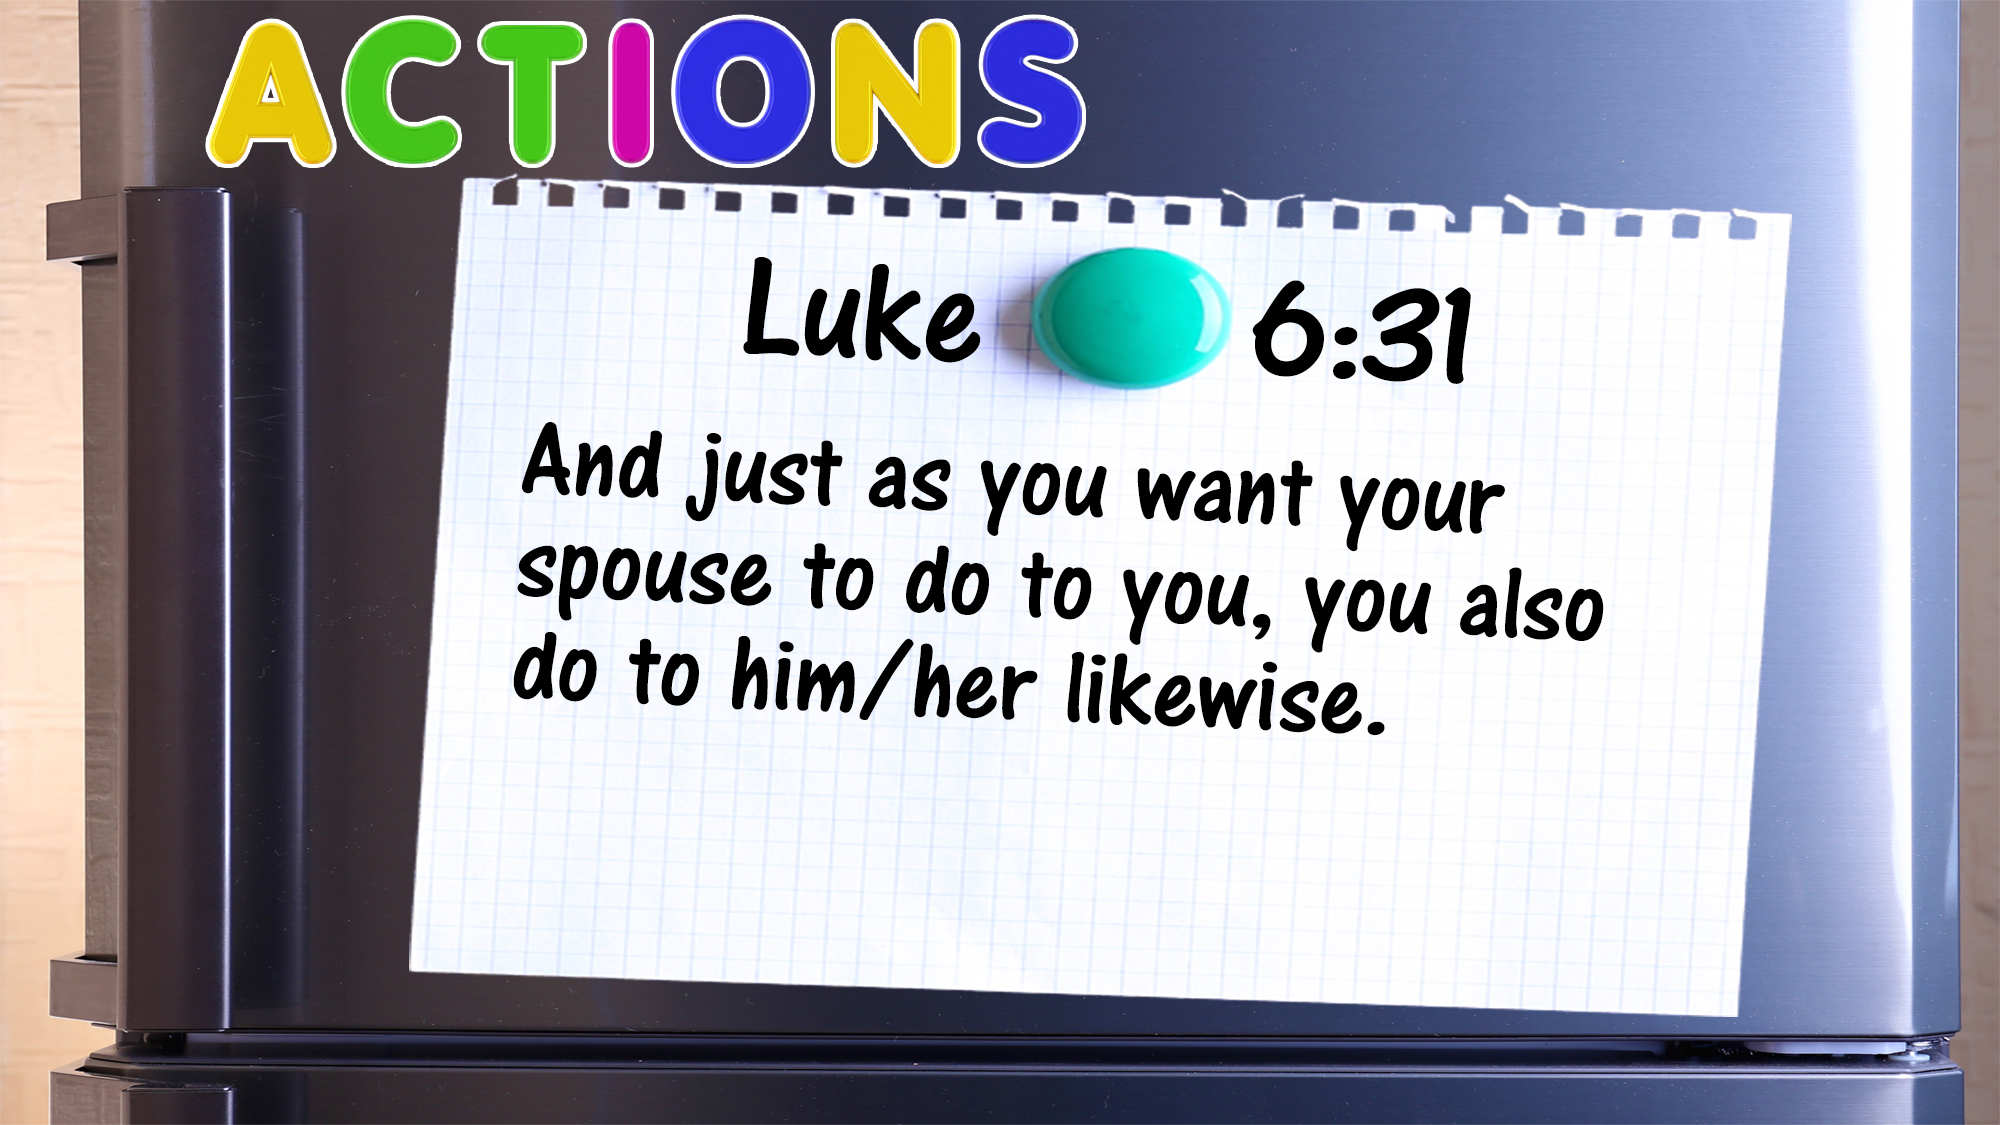 ACTIONS
Luke 6:31
And just as you want your
spouse to do to you, you also
do to him/her likewise.